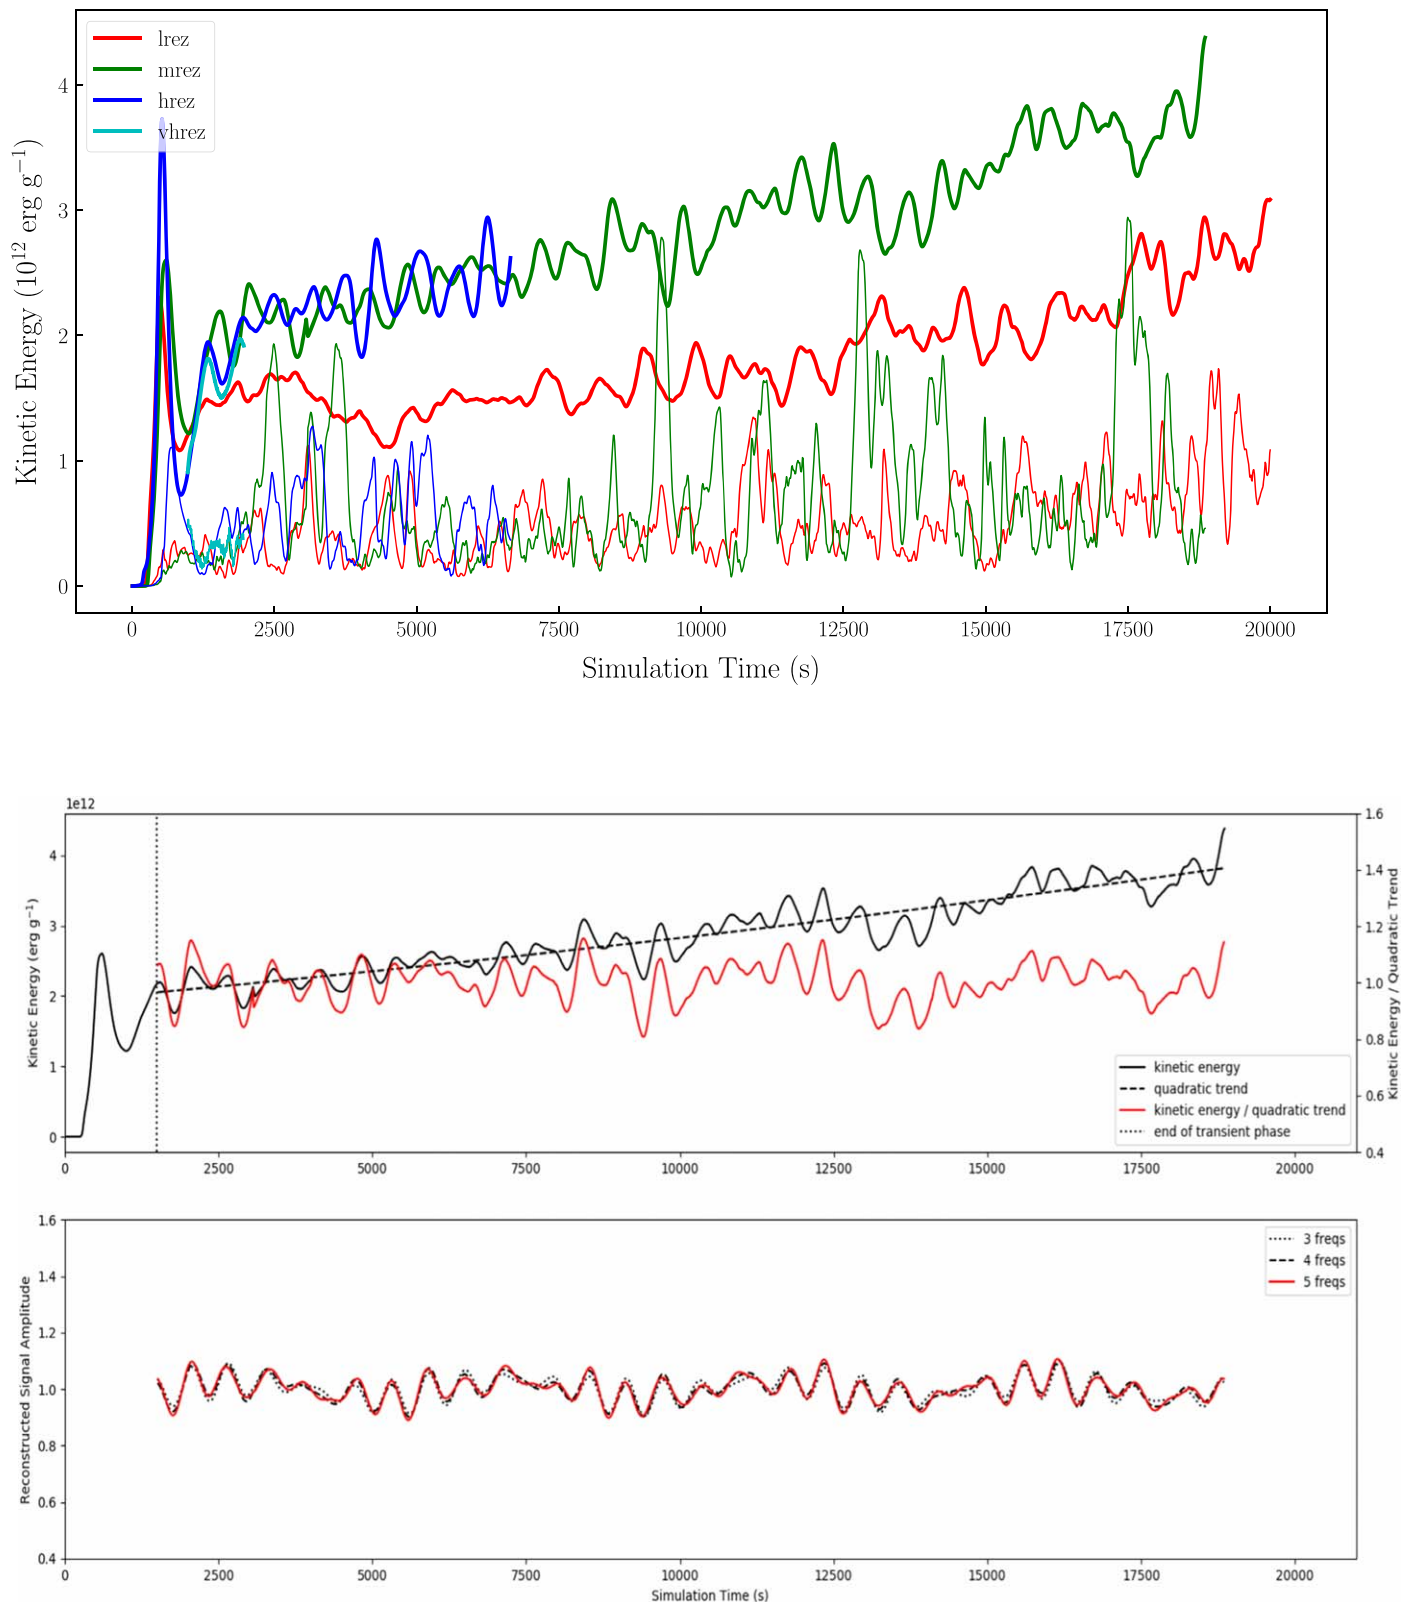 lrez
mrez
hrez
vhrez
Kinetic Energy (10^12 erg g^−1)
4
3
2
1
0
0 2500 5000 7500 10000 12500 15000 17500 20000
Simulation Time (s)
1e12
Kinetic Energy (erg g^−1)
4
3
2
1
0
1.6
1.4
1.2
1.0
0.8
0.6
0.4
Kinetic Energy / Quadratic Trend
kinetic energy
quadratic trend
kinetic energy / quadratic trend
end of transient phase
0 2500 5000 7500 10000 12500 15000 17500 20000
Reconstructed Signal Amplitude
1.6
1.4
1.2
1.0
0.8
0.6
0.4
3 freqs
4 freqs
5 freqs
0 2500 5000 7500 10000 12500 15000 17500 20000
Simulation Time (s)